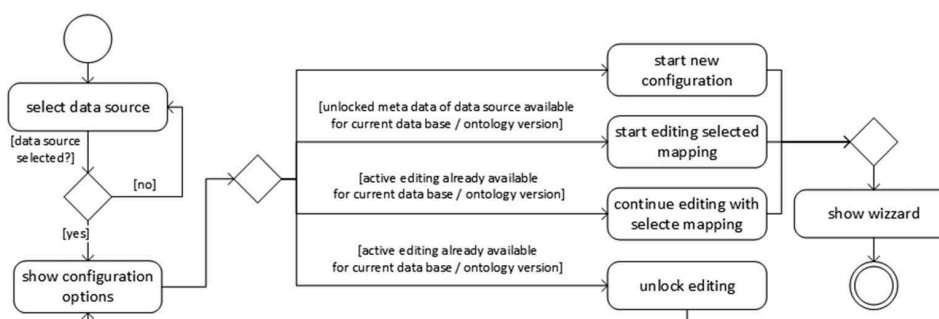 select data source
[data source
selected?]
[no]
[yes]
show configuration
options
[unlocked meta data of data source available
for current data base / ontology version]
[active editing already available
for current data base / ontology version]
[active editing already available
for current data base / ontology version]
start new
configuration
start editing selected
mapping
continue editing with
selecte mapping
unlock editing
show wizzard